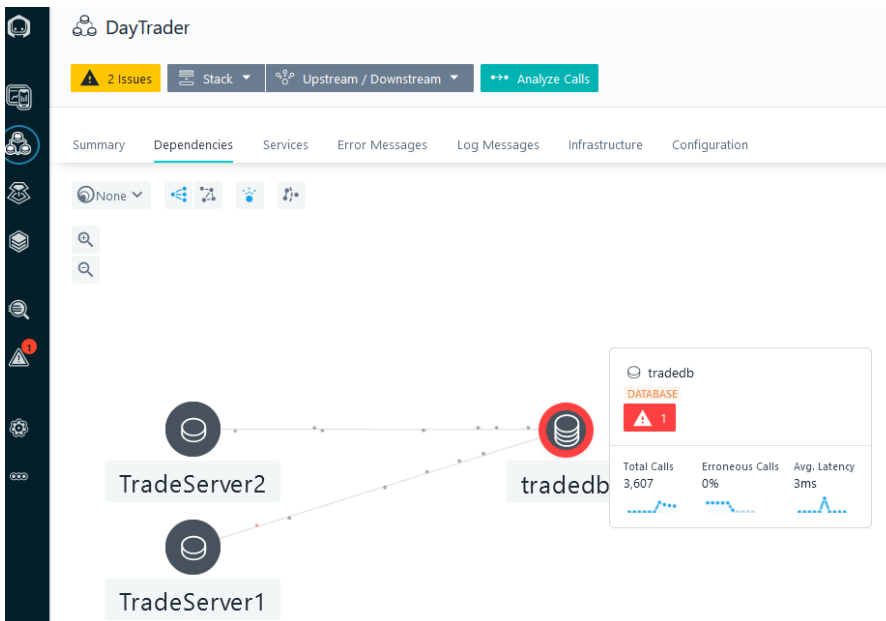 DayTrader
2 Issues
Stack
Upstream / Downstream
Analyze Calls
Summary
Dependencies
Services
Error Messages
Log Messages
Infrastructure
Configuration
None
1
tradedb
DATABASE
1
Total Calls
Erroneous Calls
Avg. Latency
3,607
0%
3ms
TradeServer2
tradedb
TradeServer1